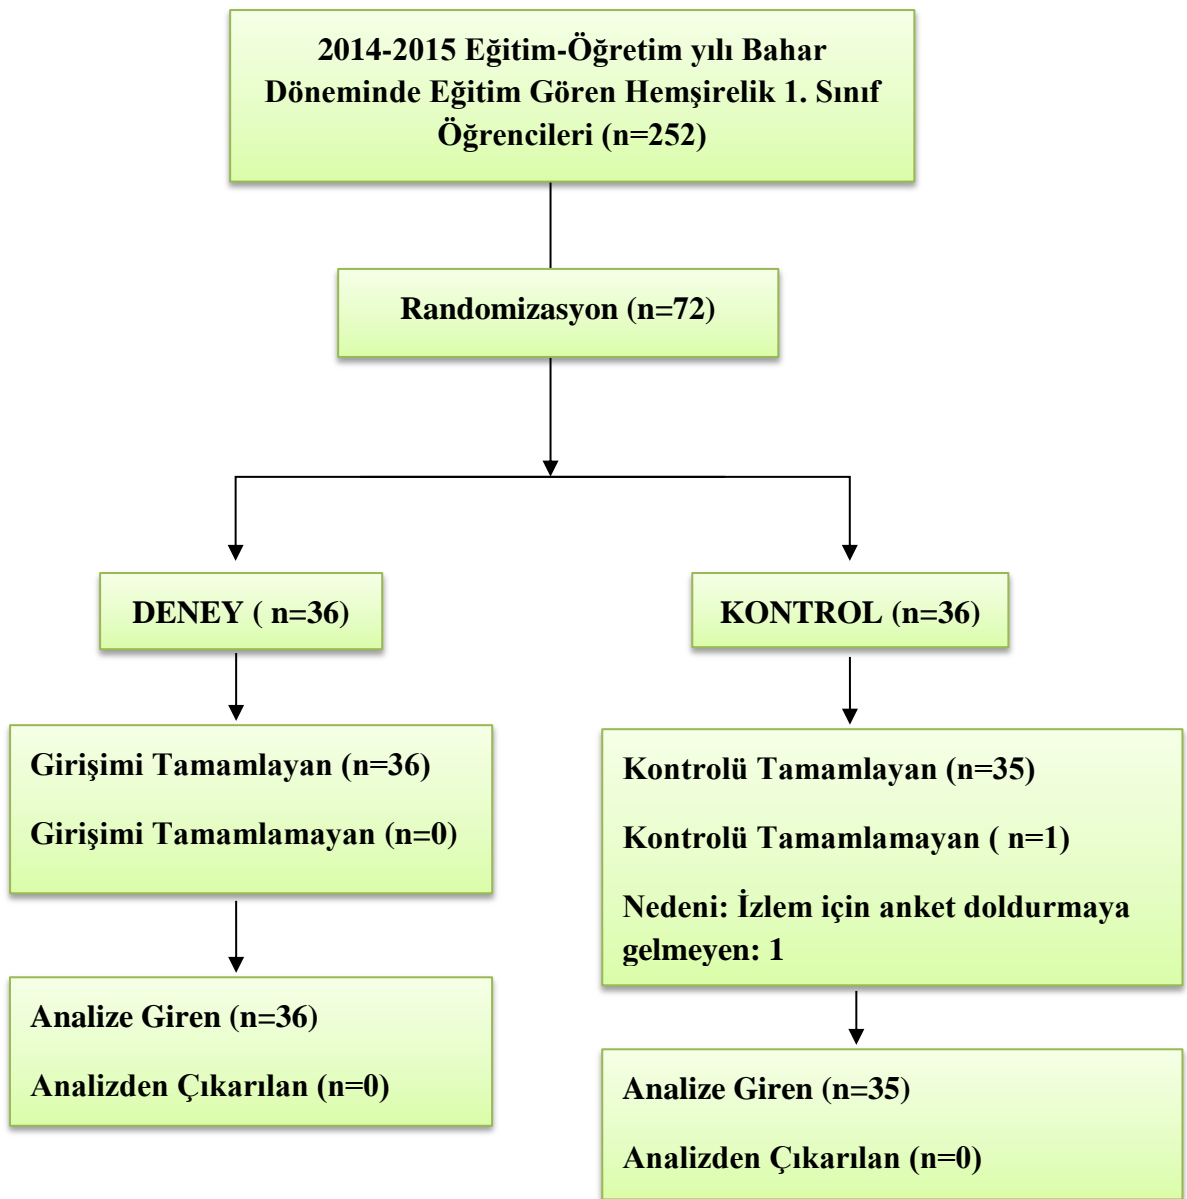 2014-2015 Eğitim-Öğretim yılı Bahar
Döneminde Eğitim Gören Hemşirelik 1. Sınıf
Öğrencileri (n=252)
Randomizasyon (n=72)
DENEY ( n=36)
KONTROL (n=36)
Girişimi Tamamlayan (n=36)
Girişimi Tamamlamayan (n=0)
Kontrolü Tamamlayan (n=35)
Kontrolü Tamamlamayan ( n=1)
Nedeni: İzlem için anket doldurmaya
gelmeyen: 1
Analize Giren (n=36)
Analizden Çıkarılan (n=0)
Analize Giren (n=35)
Analizden Çıkarılan (n=0)